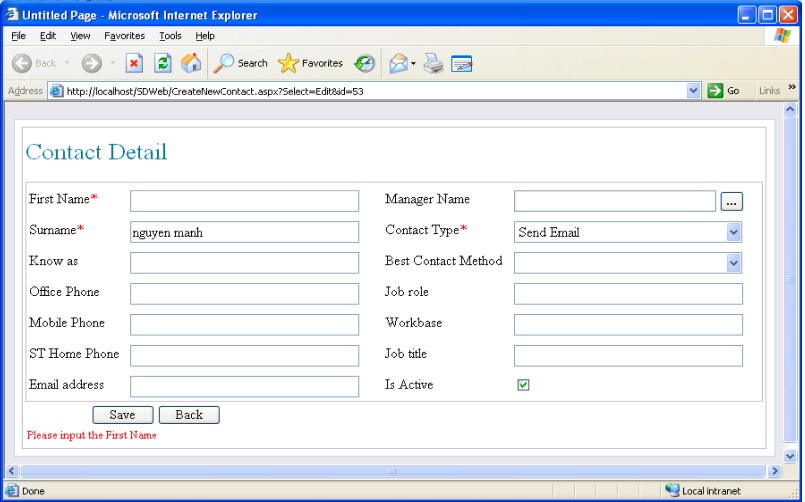 Untitled Page - Microsoft Internet Explorer
File Edit View Favorites Tools Help
Back Search Favorites
Address http://localhost/SDWeb/CreateNewContact.aspx?Select=Edit&id=53 Go Links »
Contact Detail
First Name* Manager Name ...
Surname* nguyen manh Contact Type* Send Email
Know as Best Contact Method
Office Phone Job role
Mobile Phone Workbase
ST Home Phone Job title
Email address Is Active
Save Back
Please input the First Name
Done Local intranet